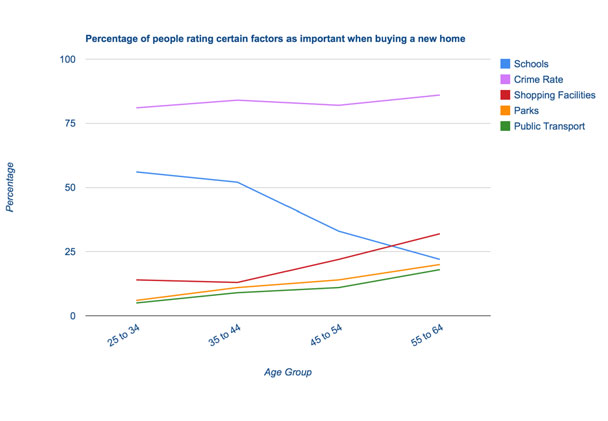 Percentage of people rating certain factors as important when buying a new home
100
75
50
25
0
Percentage
25 to 34
35 to 44
45 to 54
55 to 64
Age Group
Schools
Crime Rate
Shopping Facilities
Parks
Public Transport